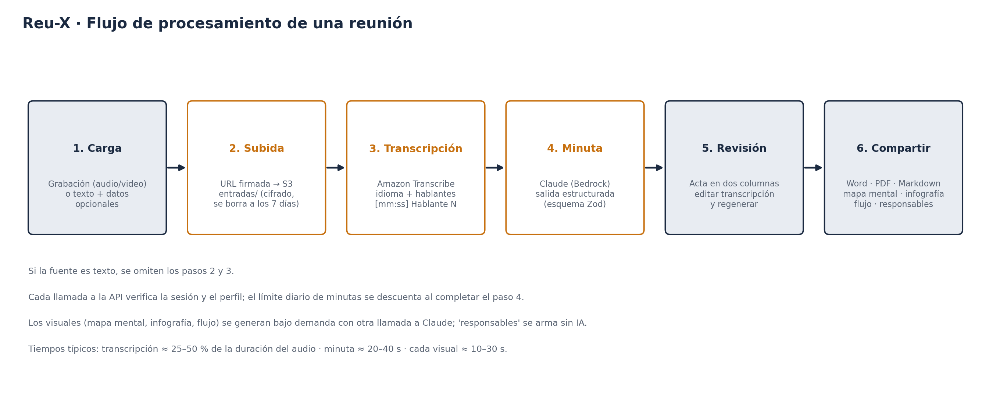 Reu-X · Flujo de procesamiento de una reunión
1. Carga
Grabación (audio/video)
o texto + datos
opcionales
2. Subida
URL firmada → S3
entradas/ (cifrado,
se borra a los 7 días)
3. Transcripción
Amazon Transcribe
idioma + hablantes
[mm:ss] Hablante N
4. Minuta
Claude (Bedrock)
salida estructurada
(esquema Zod)
5. Revisión
Acta en dos columnas
editar transcripción
y regenerar
6. Compartir
Word · PDF · Markdown
mapa mental · infografía
flujo · responsables
Si la fuente es texto, se omiten los pasos 2 y 3.
Cada llamada a la API verifica la sesión y el perfil; el límite diario de minutas se descuenta al completar el paso 4.
Los visuales (mapa mental, infografía, flujo) se generan bajo demanda con otra llamada a Claude; 'responsables' se arma sin IA.
Tiempos típicos: transcripción ≈ 25–50 % de la duración del audio · minuta ≈ 20–40 s · cada visual ≈ 10–30 s.